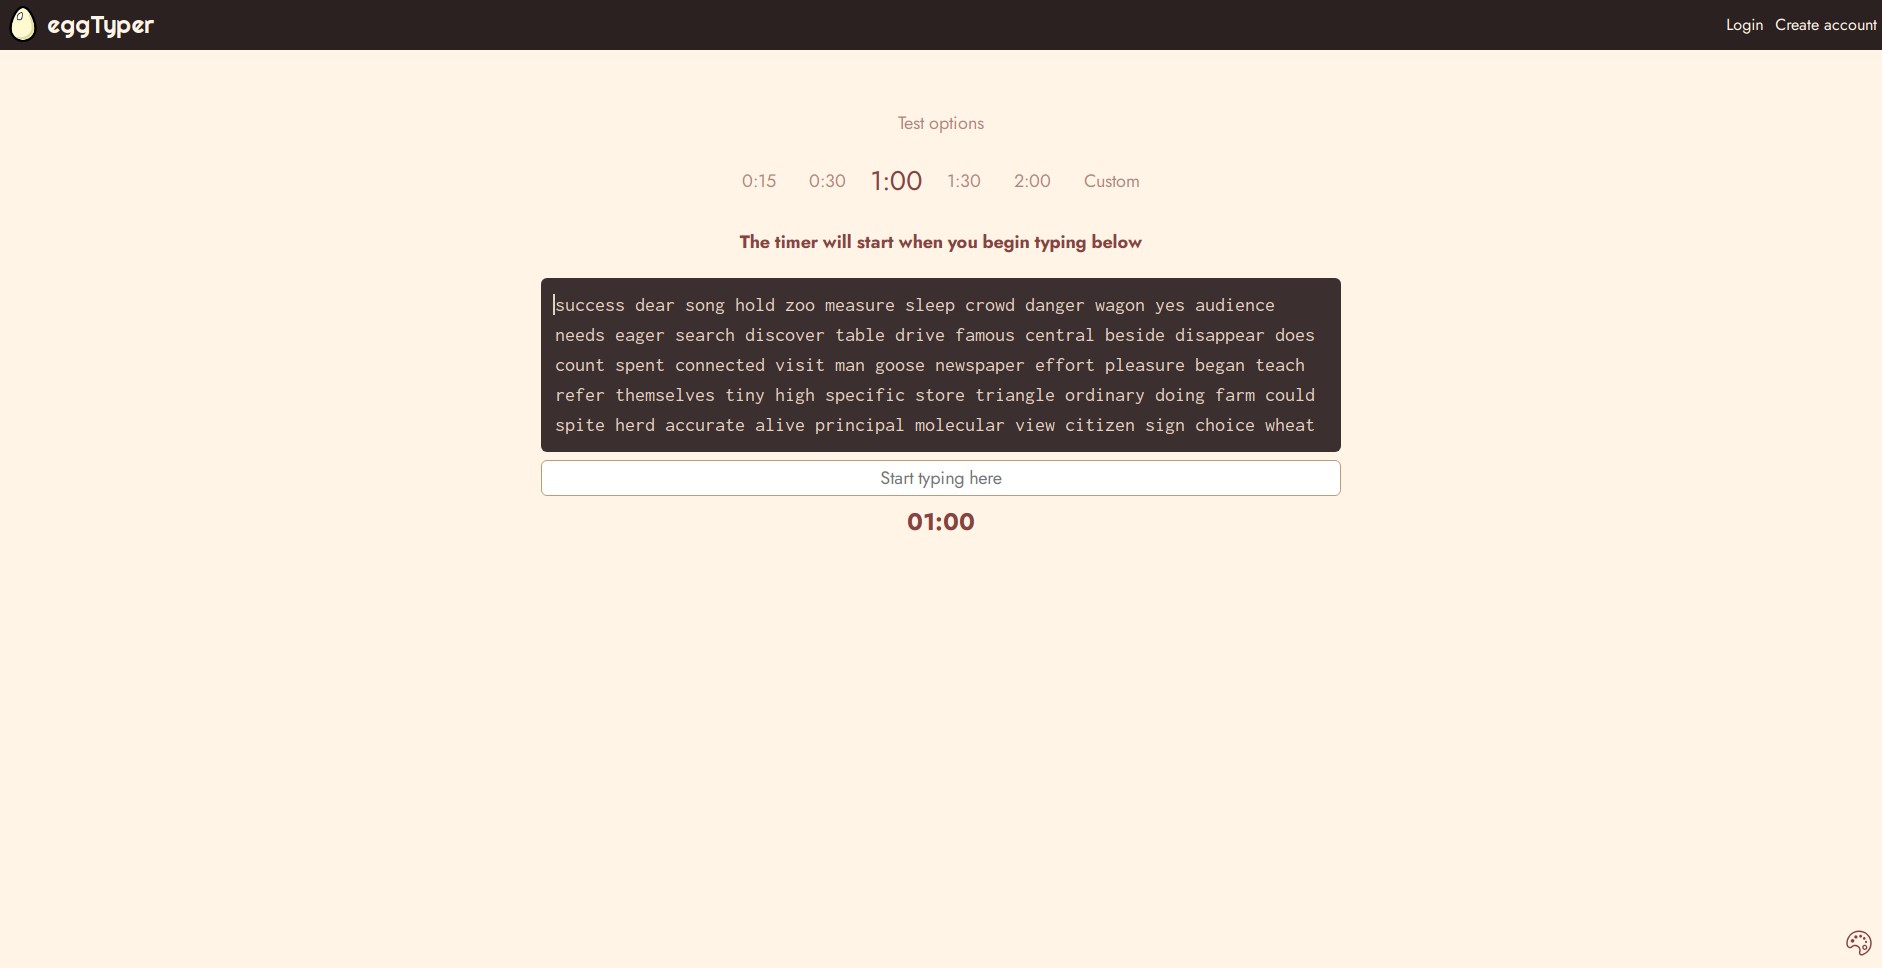 eggTyper
Login Create account
Test options
0:15 0:30 1:00 1:30 2:00 Custom
The timer will start when you begin typing below
success dear song hold zoo measure sleep crowd danger wagon yes audience
needs eager search discover table drive famous central beside disappear does
count spent connected visit man goose newspaper effort pleasure began teach
refer themselves tiny high specific store triangle ordinary doing farm could
spite herd accurate alive principal molecular view citizen sign choice wheat
Start typing here
01:00